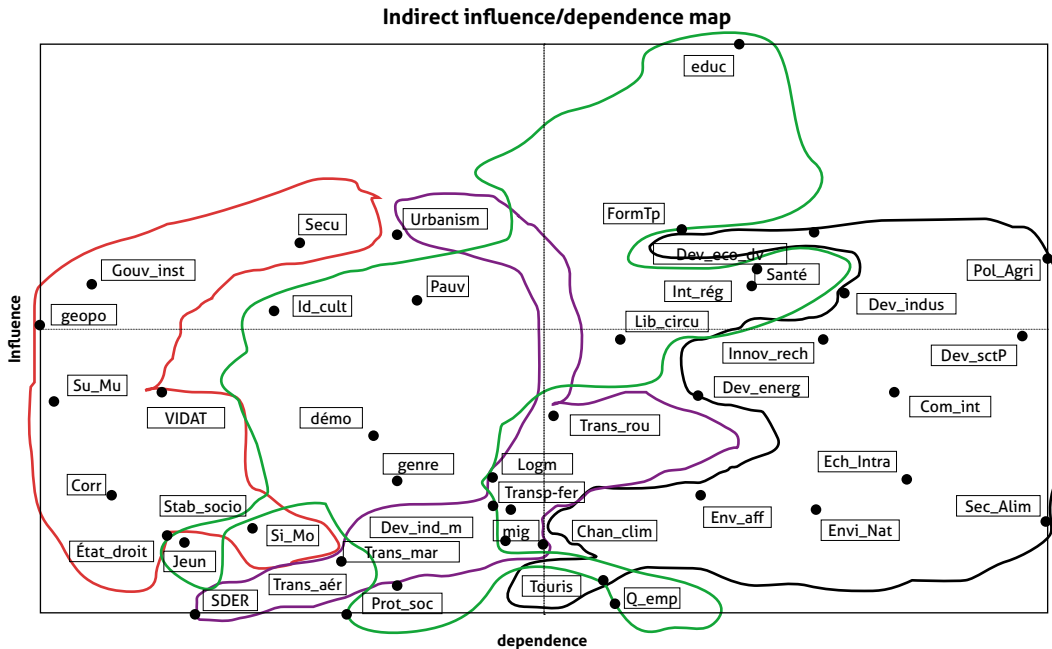 Indirect influence/dependence map
educ
FormTp
Secu
Urbanism
Dev_eco_dv
Gouv_inst
Santé
Pol_Agri
Pauv
Int_rég
Dev_indus
geopo
Id_cult
Lib_circu
Influence
Innov_rech
Dev_sctP
Su_Mu
Dev_energ
VIDAT
démo
Trans_rou
Com_int
Corr
genre
Logm
Ech_Intra
Stab_socio
Transp-fer
Sec_Alim
État_droit
Si_Mo
Dev_ind_m
mig
Chan_clim
Env_aff
Envi_Nat
Jeun
Trans_mar
Trans_aér
Touris
SDER
Prot_soc
Q_emp
dependence